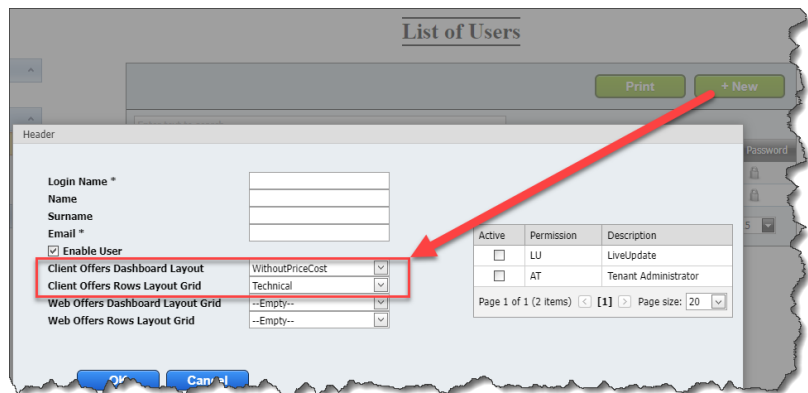 List of Users
Print
+ New
Header
Password
Login Name *
Name
Surname
Email *
Enable User
Client Offers Dashboard Layout WithoutPriceCost
Client Offers Rows Layout Grid Technical
Web Offers Dashboard Layout Grid --Empty--
Web Offers Rows Layout Grid --Empty--
Active Permission Description
LU LiveUpdate
AT Tenant Administrator
Page 1 of 1 (2 items) [1] Page size: 20
5
OK Cancel